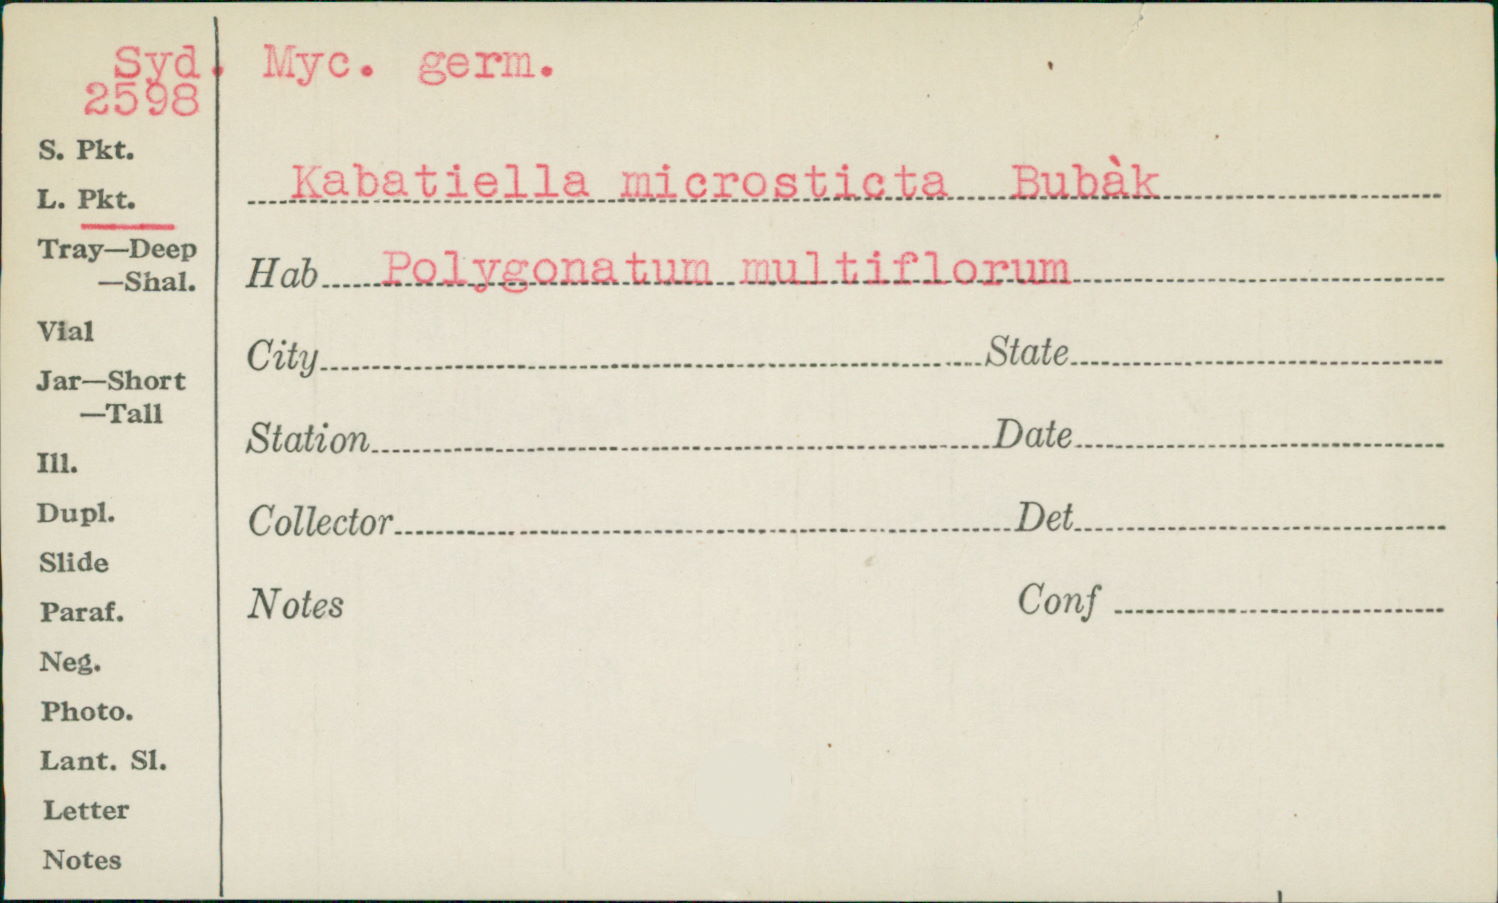 Syd. Myc. germ.
2598
S. Pkt.
L. Pkt.
Tray—Deep
—Shal.
Vial
Jar—Short
—Tall
Ill.
Dupl.
Slide
Paraf.
Neg.
Photo.
Lant. Sl.
Letter
Notes
Kabatiella microsticta Bubàk
Hab Polygonatum multiflorum
City State
Station Date
Collector Det
Notes Conf